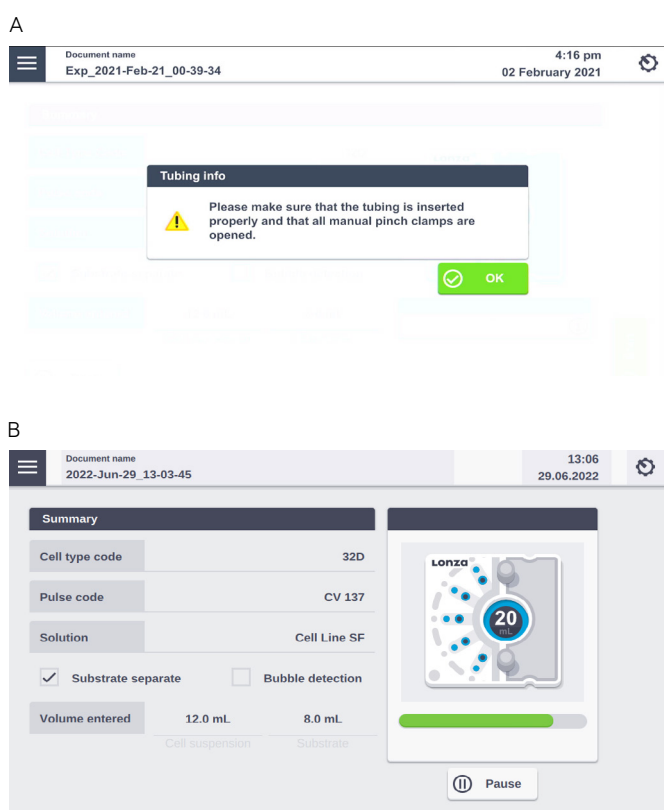 A
Document name
Exp_2021-Feb-21_00-39-34
4:16 pm
02 February 2021
Tubing info
Please make sure that the tubing is inserted
properly and that all manual pinch clamps are
opened.
OK
B
Document name
2022-Jun-29_13-03-45
13:06
29.06.2022
Summary
Cell type code 32D
Pulse code CV 137
Solution Cell Line SF
Substrate separate Bubble detection
Volume entered 12.0 mL 8.0 mL
Cell suspension Substrate
Lonza
20
mL
Pause